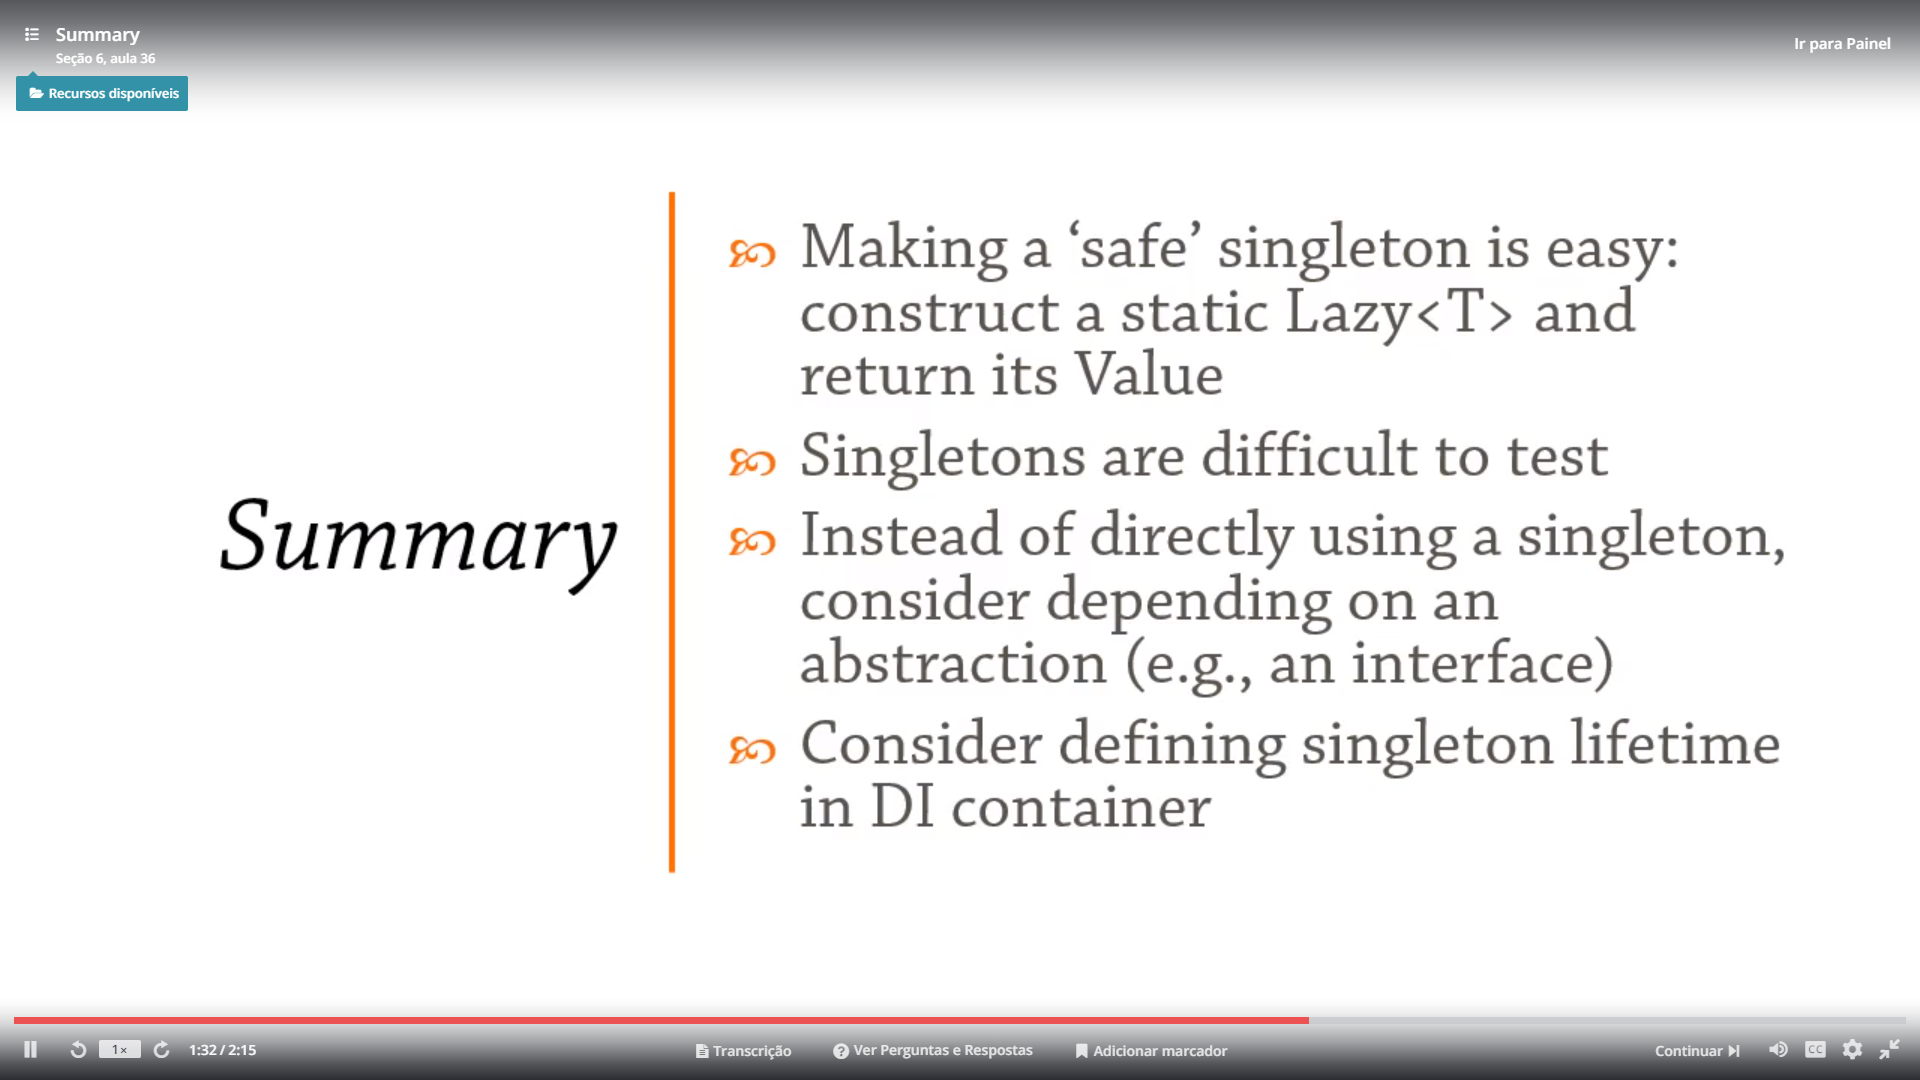 Summary
Seção 6, aula 36
Ir para Painel
Recursos disponíveis
Summary
Making a ‘safe’ singleton is easy:
construct a static Lazy<T> and
return its Value
Singletons are difficult to test
Instead of directly using a singleton,
consider depending on an
abstraction (e.g., an interface)
Consider defining singleton lifetime
in DI container
1×
1:32 / 2:15
Transcrição
Ver Perguntas e Respostas
Adicionar marcador
Continuar
CC